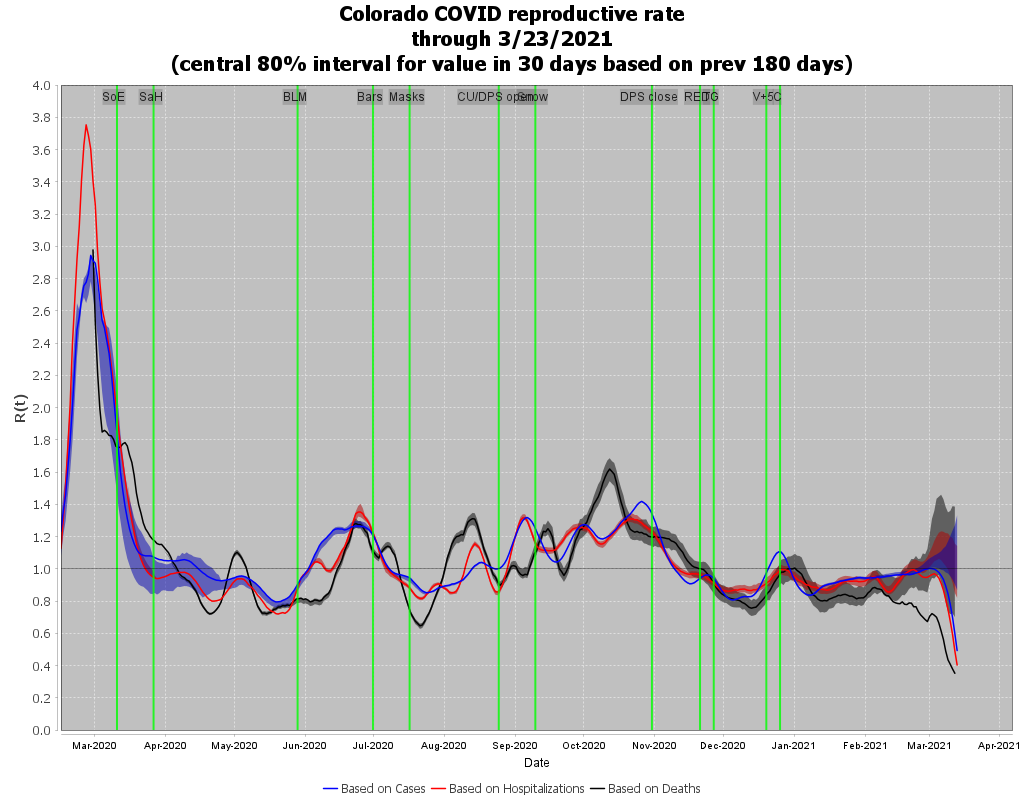 Colorado COVID reproductive rate
through 3/23/2021
(central 80% interval for value in 30 days based on prev 180 days)
4.0
SoE SaH BLM Bars Masks CU/DPS open Snow DPS close RED TG V+5C
3.8
3.6
3.4
3.2
3.0
2.8
2.6
2.4
2.2
R(t)
2.0
1.8
1.6
1.4
1.2
1.0
0.8
0.6
0.4
0.2
0.0
Mar-2020 Apr-2020 May-2020 Jun-2020 Jul-2020 Aug-2020 Sep-2020 Oct-2020 Nov-2020 Dec-2020 Jan-2021 Feb-2021 Mar-2021 Apr-2021
Date
Based on Cases Based on Hospitalizations Based on Deaths